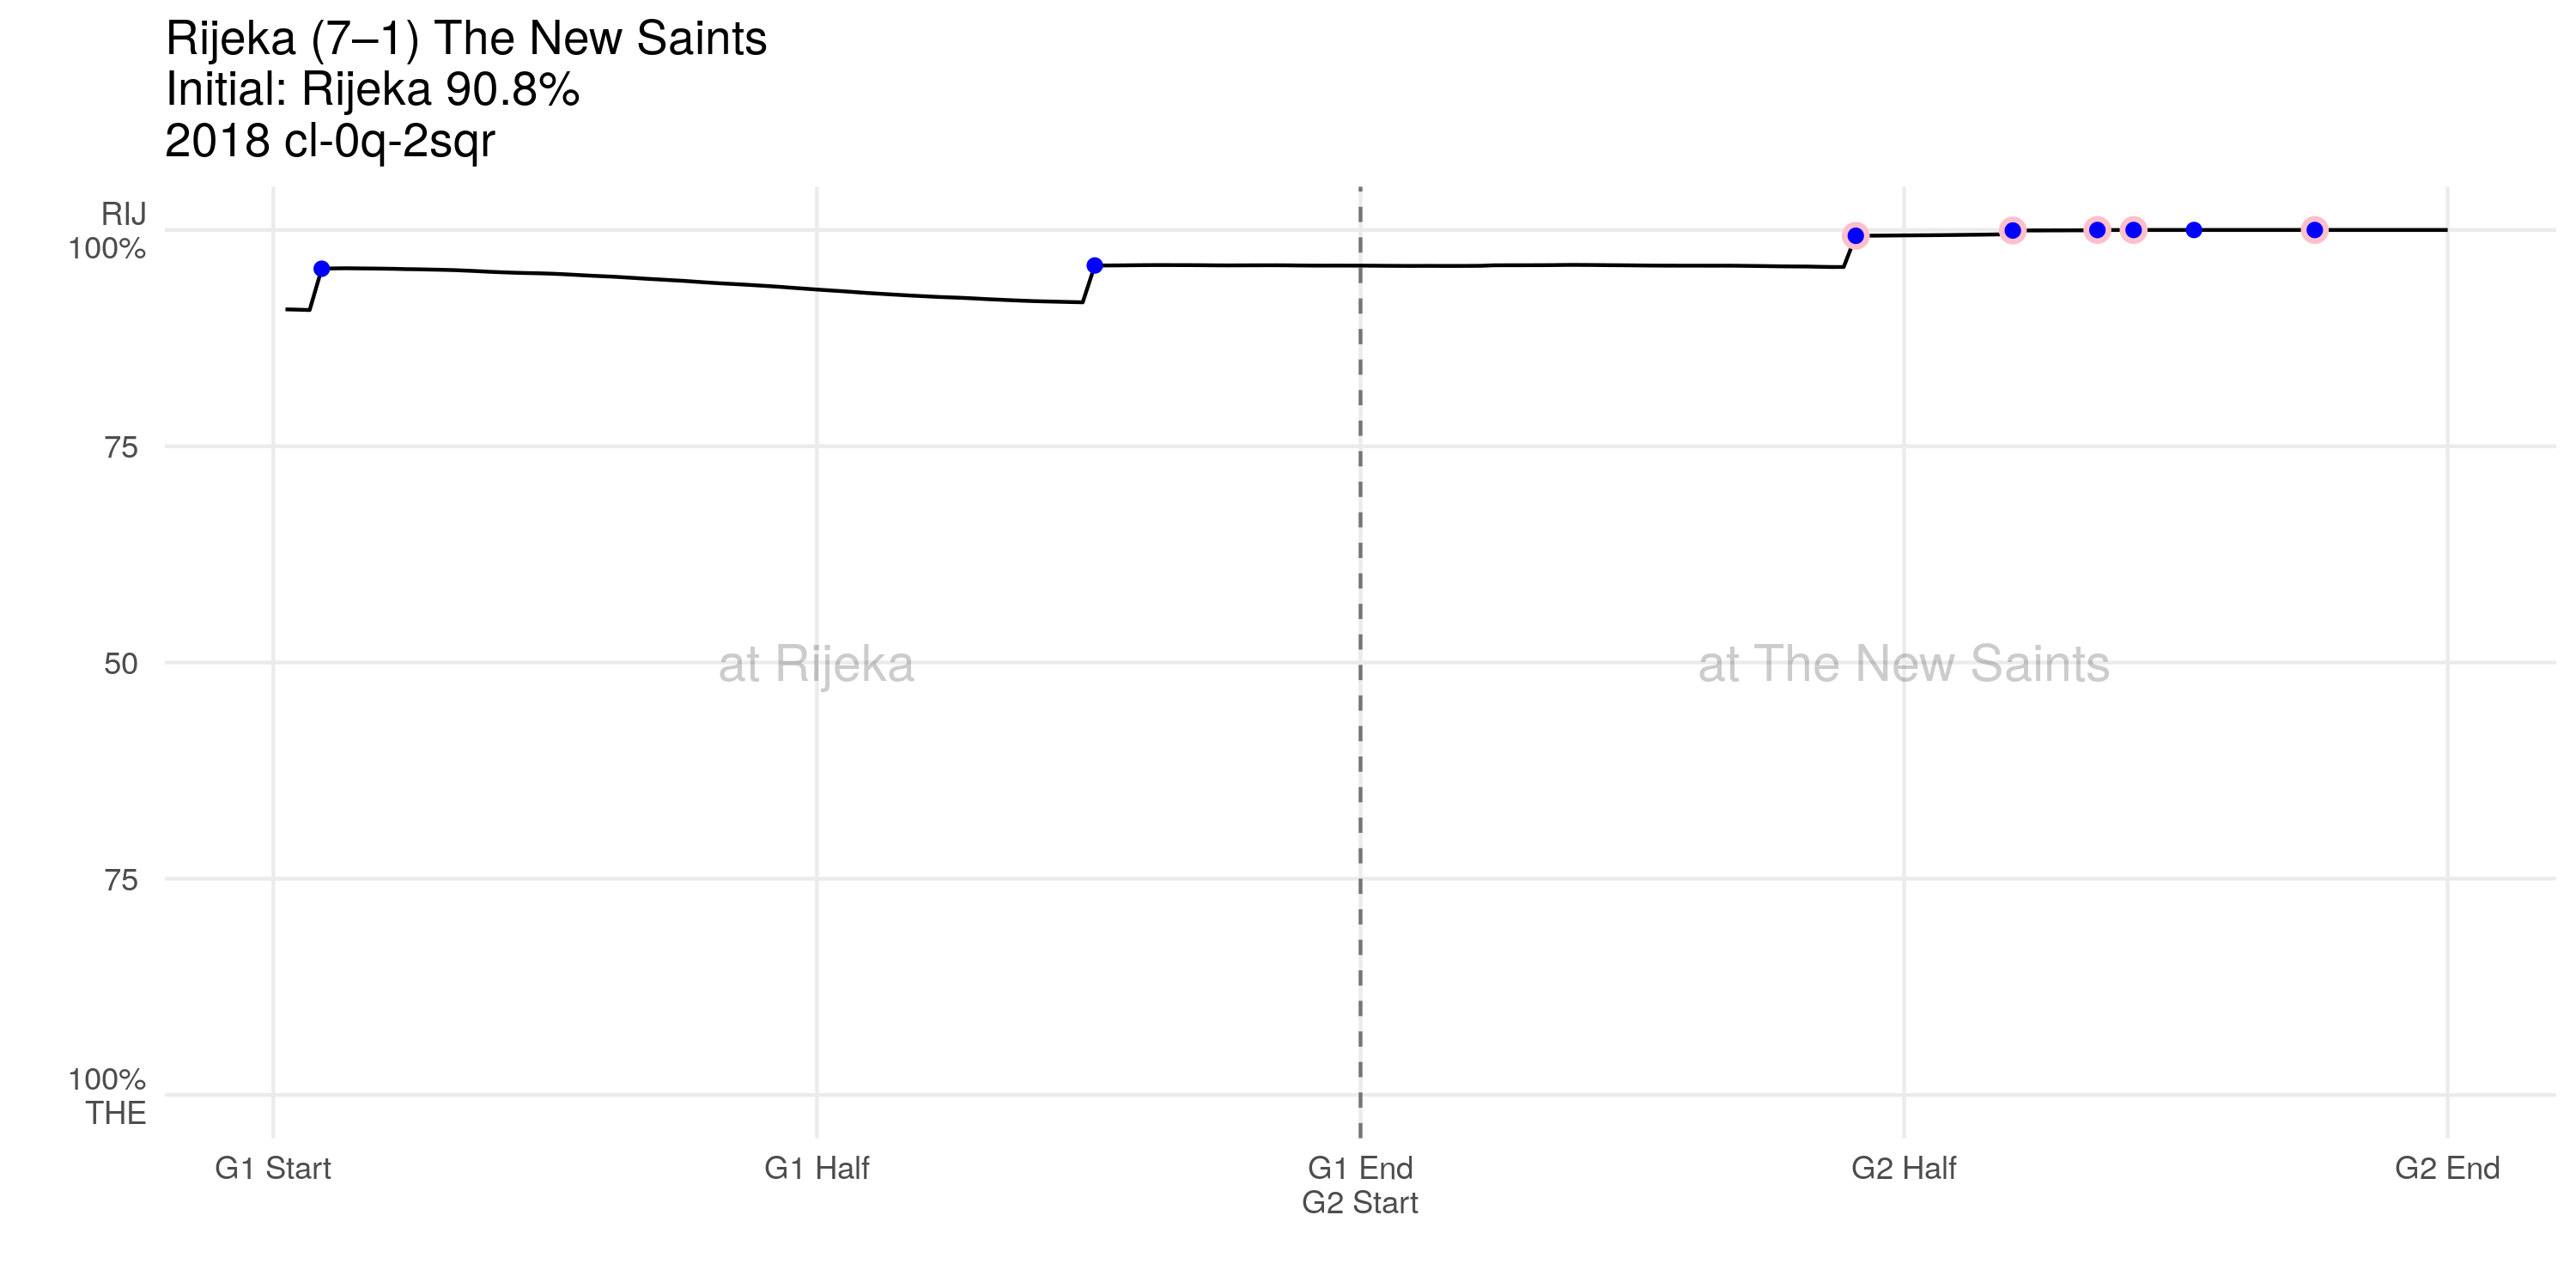 Rijeka (7–1) The New Saints
Initial: Rijeka 90.8%
2018 cl-0q-2sqr
RIJ
100%
75
50
75
100%
THE
at Rijeka
at The New Saints
G1 Start
G1 Half
G1 End
G2 Start
G2 Half
G2 End